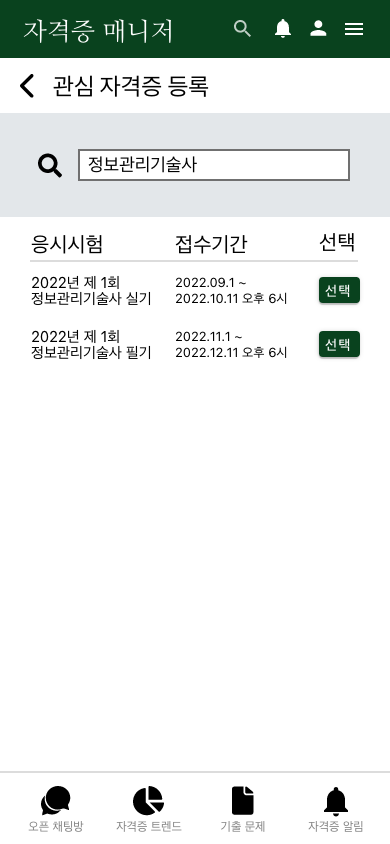 자격증 매니저
관심 자격증 등록
정보관리기술사
응시시험 접수기간 선택
2022년 제 1회 2022.09.1 ~
정보관리기술사 실기 2022.10.11 오후 6시 선택
2022년 제 1회 2022.11.1 ~
정보관리기술사 필기 2022.12.11 오후 6시 선택
오픈 채팅방 자격증 트렌드 기출 문제 자격증 알림